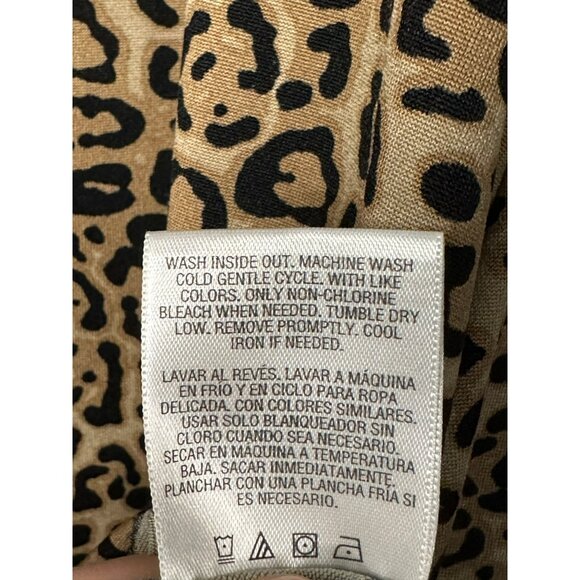 WASH INSIDE OUT. MACHINE WASH
COLD GENTLE CYCLE. WITH LIKE
COLORS. ONLY NON-CHLORINE
BLEACH WHEN NEEDED. TUMBLE DRY
LOW. REMOVE PROMPTLY. COOL
IRON IF NEEDED.
LAVAR AL REVÉS. LAVAR A MÁQUINA
EN FRÍO Y EN CICLO PARA ROPA
DELICADA. CON COLORES SIMILARES.
USAR SOLO BLANQUEADOR SIN
CLORO CUANDO SEA NECESARIO.
SECAR EN MÁQUINA A TEMPERATURA
BAJA. SACAR INMEDIATAMENTE.
PLANCHAR CON UNA PLANCHA FRÍA SI
ES NECESARIO.